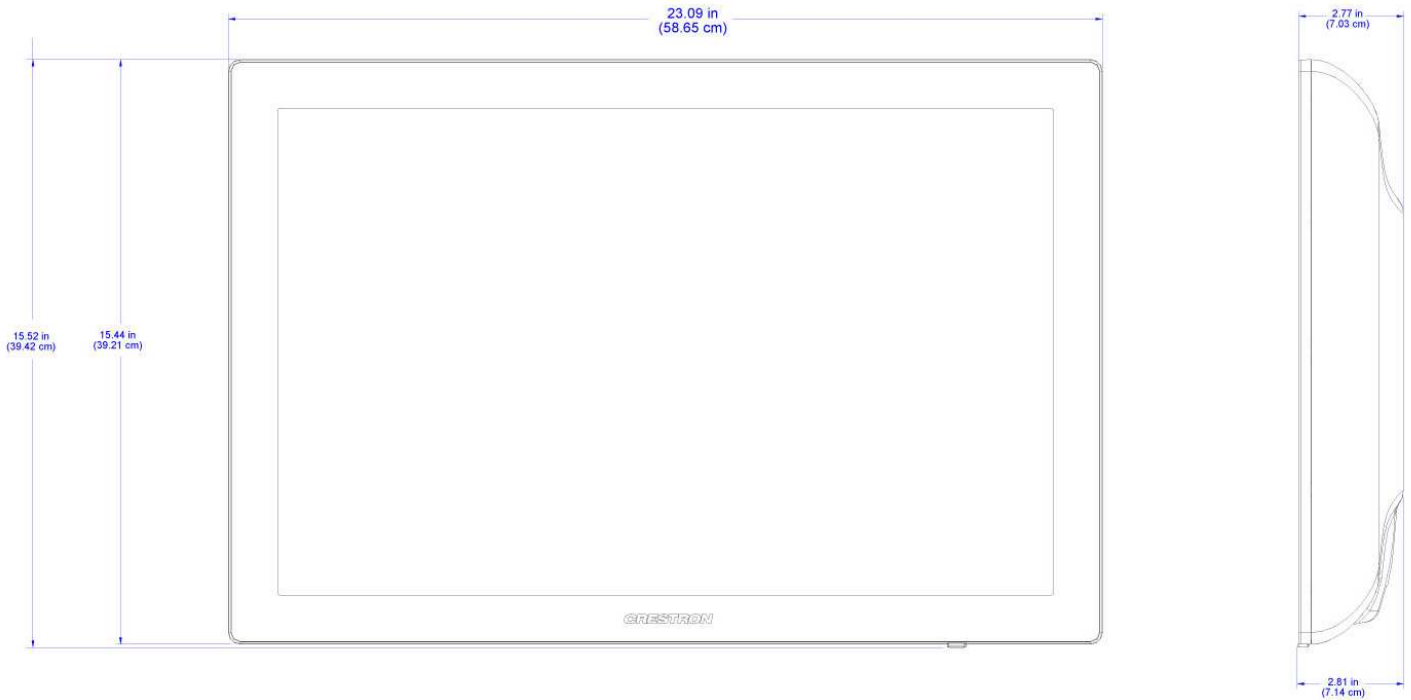 23.09 in
(58.65 cm)
2.77 in
(7.03 cm)
15.52 in
(39.42 cm)
15.44 in
(39.21 cm)
CRESTRON
2.81 in
(7.14 cm)